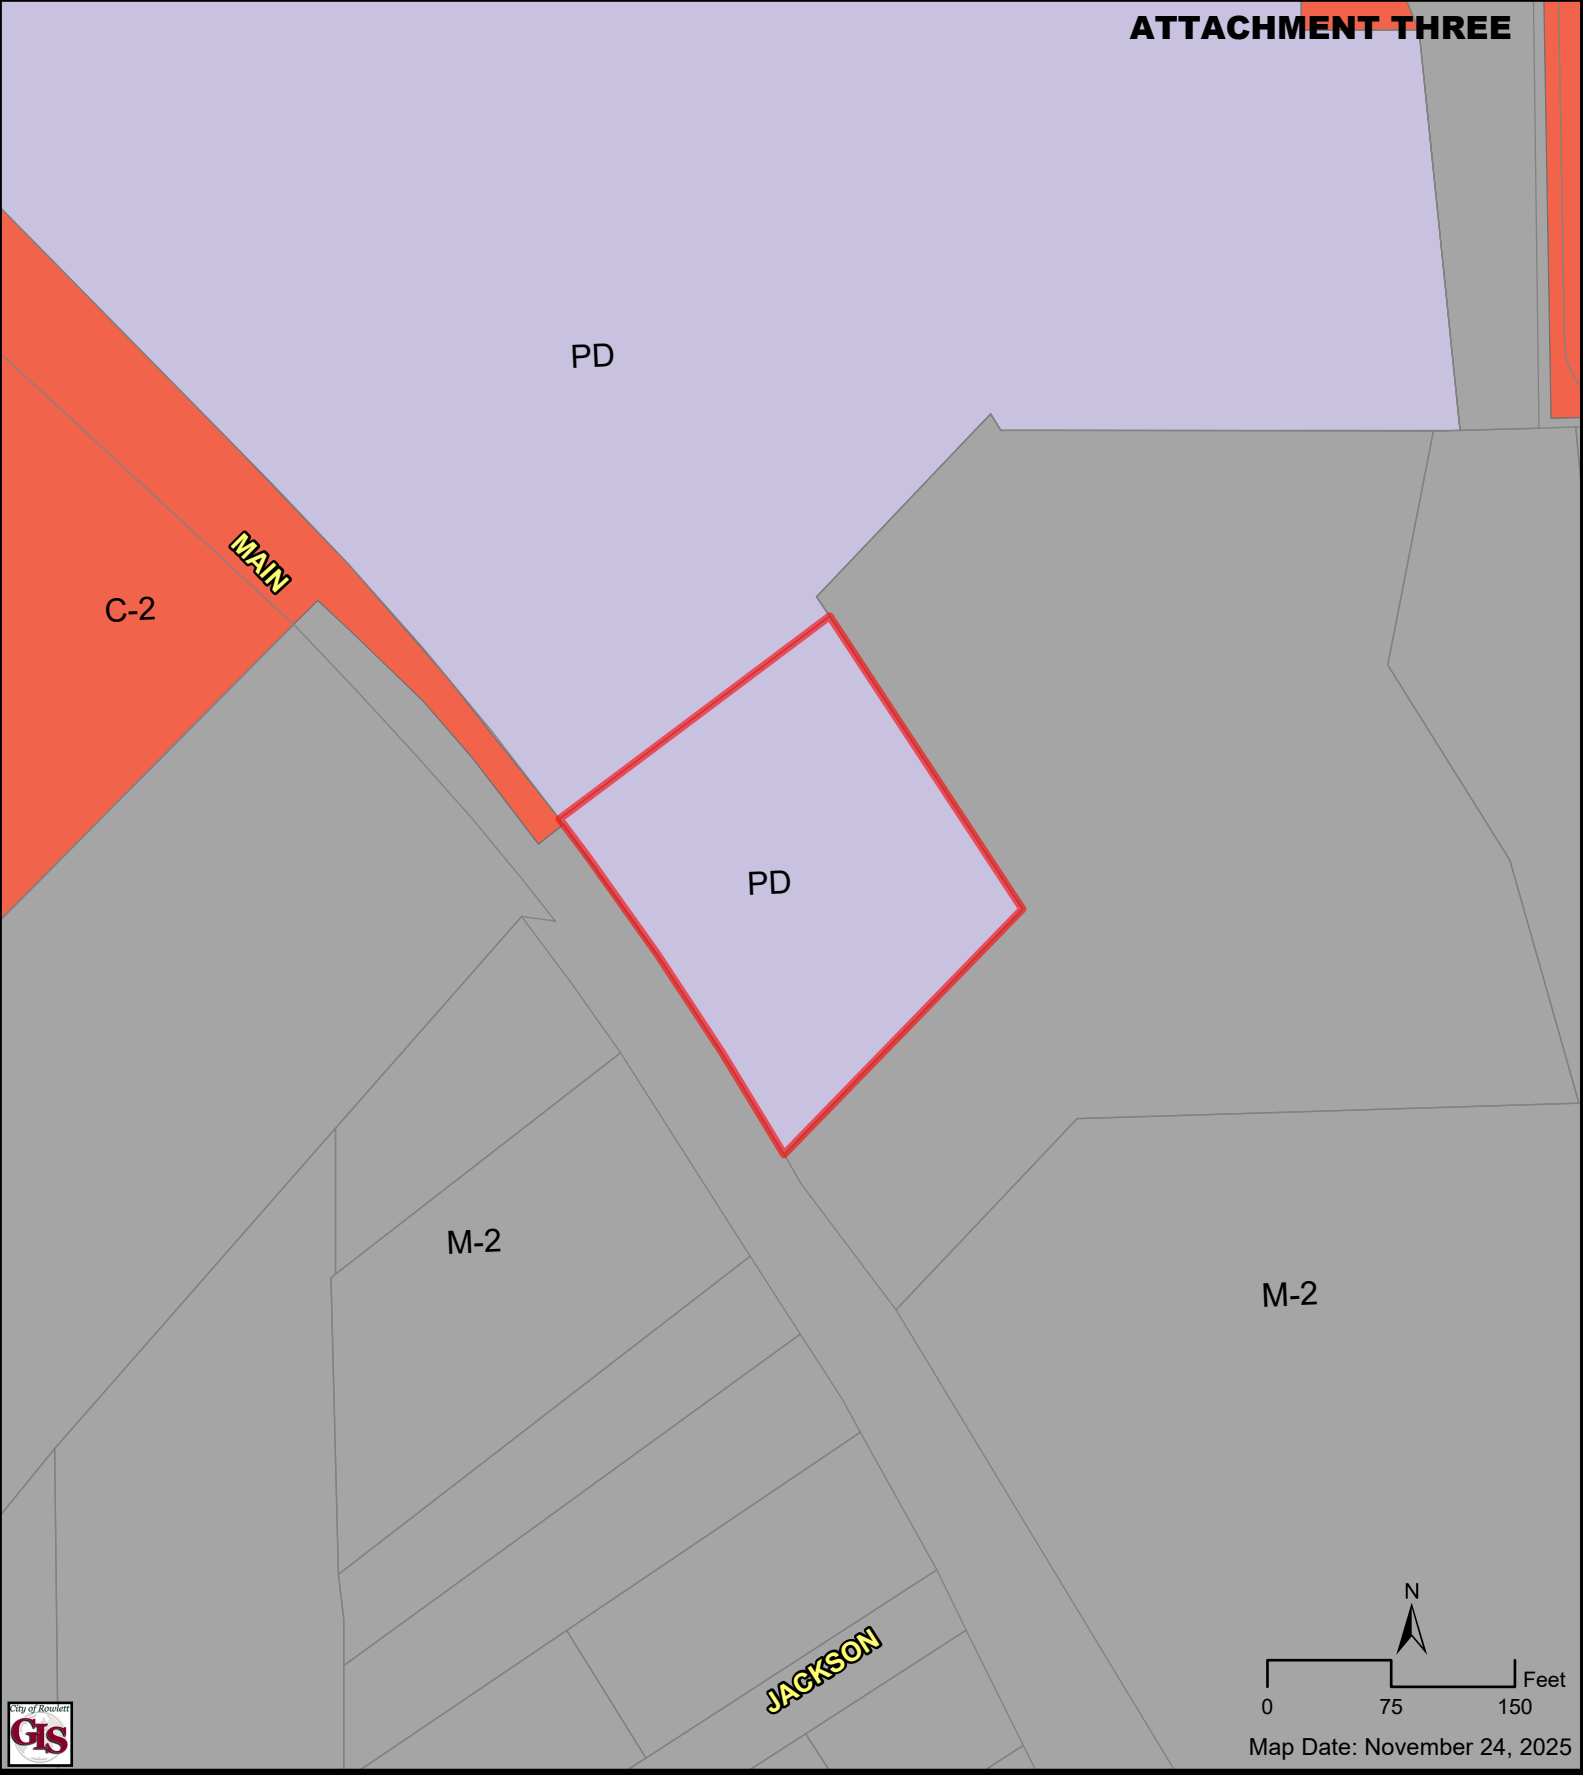 ATTACHMENT THREE
PD
MAIN
C-2
PD
M-2
M-2
JACKSON
N
Feet
0 75 150
Map Date: November 24, 2025
City of Rowlett
GIS